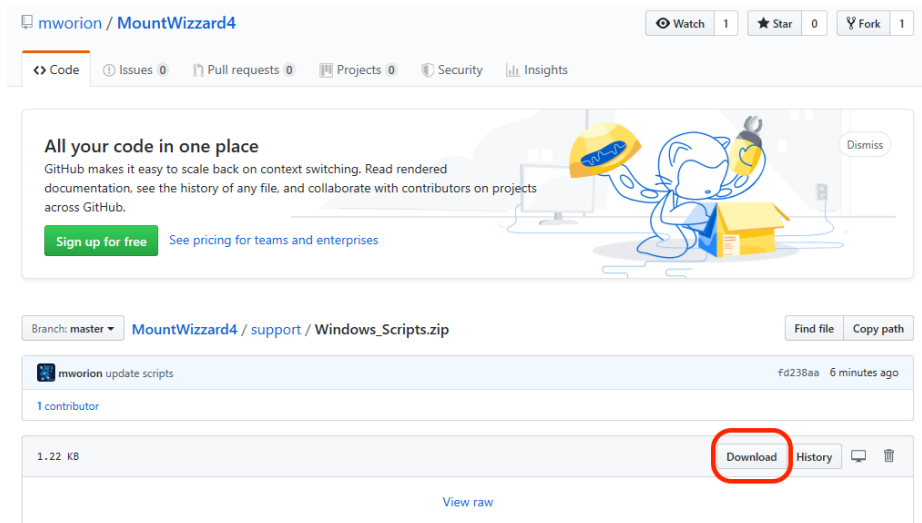 mworion / MountWizzard4
Watch 1 Star 0 Fork 1
Code Issues 0 Pull requests 0 Projects 0 Security Insights
All your code in one place
Dismiss
GitHub makes it easy to scale back on context switching. Read rendered
documentation, see the history of any file, and collaborate with contributors on projects
across GitHub.
Sign up for free See pricing for teams and enterprises
Branch: master MountWizzard4 / support / Windows_Scripts.zip Find file Copy path
mworion update scripts fd238aa 6 minutes ago
1 contributor
1.22 KB Download History
View raw